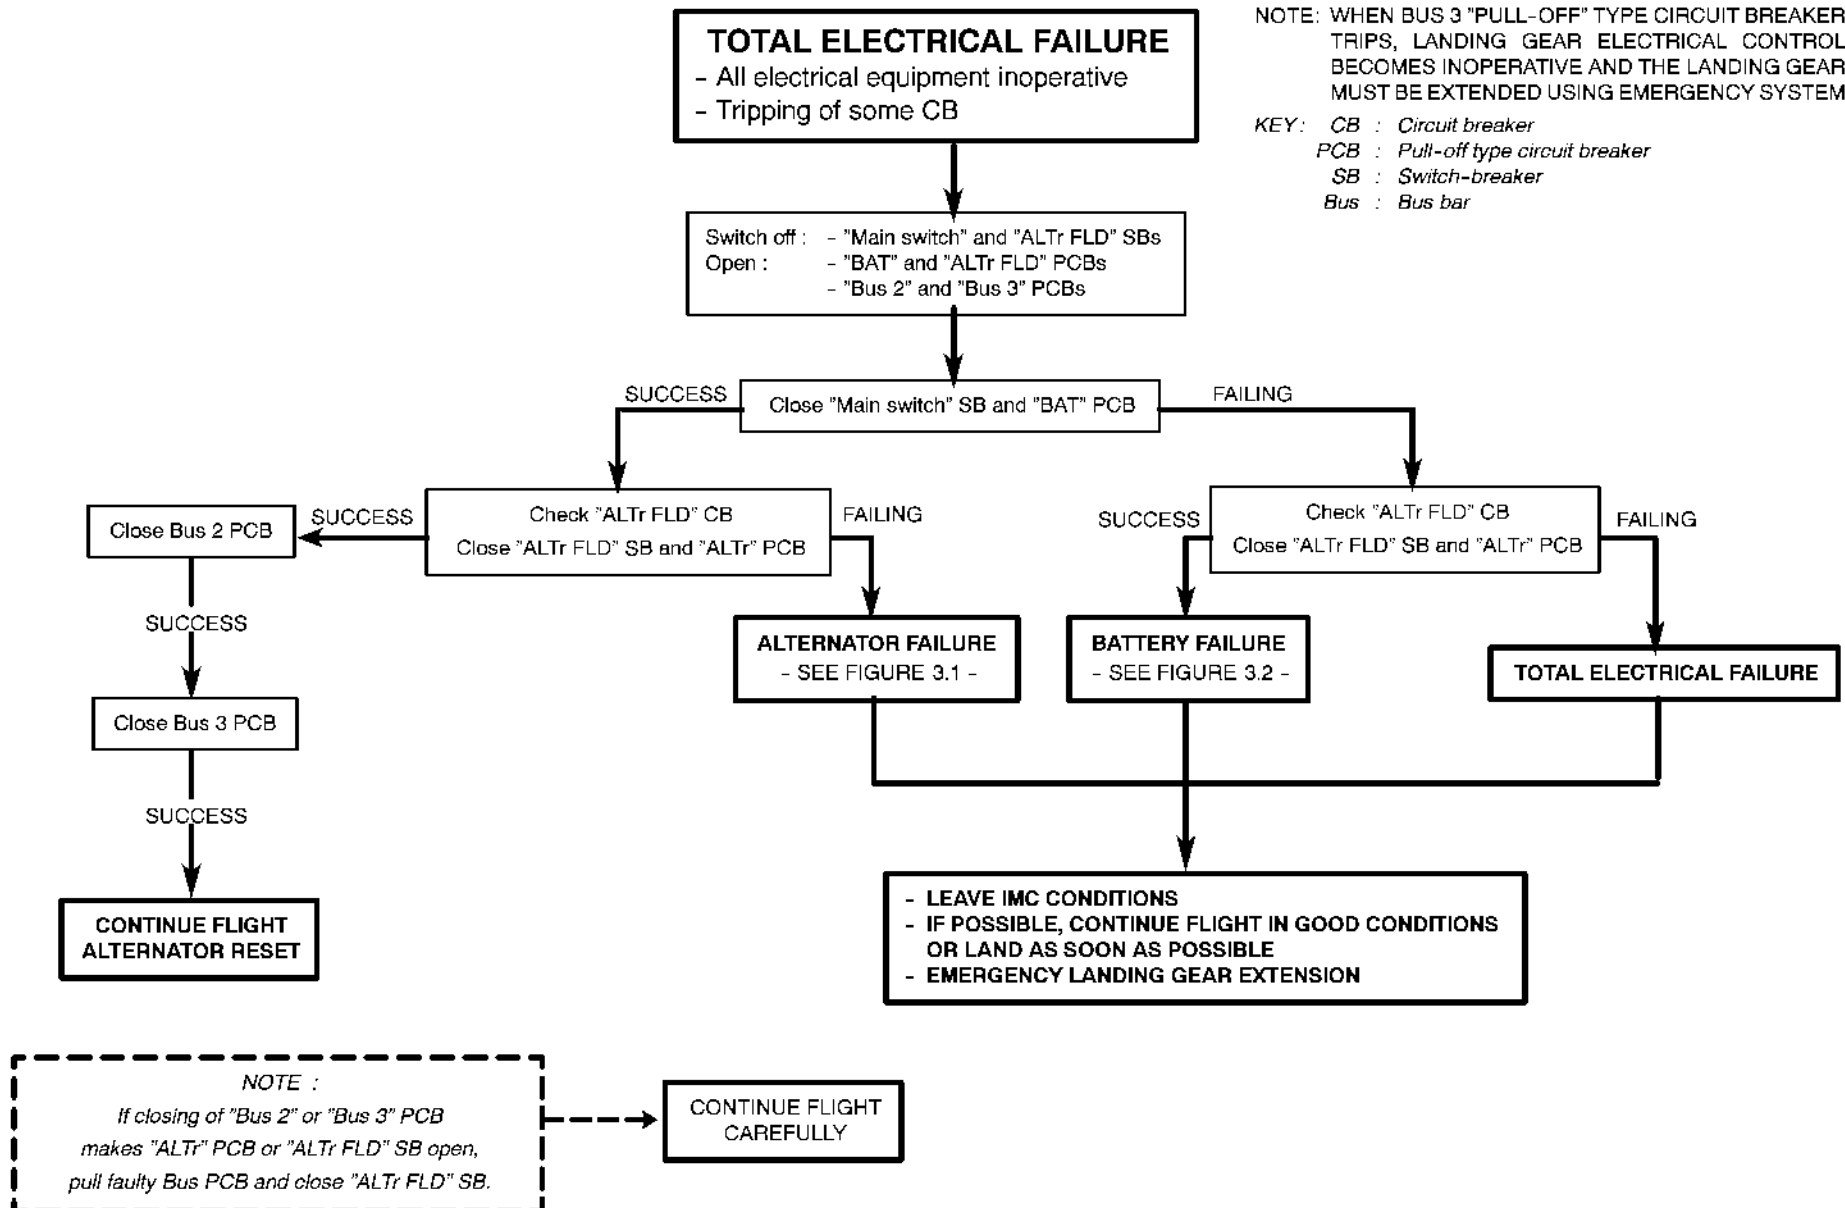 TOTAL ELECTRICAL FAILURE
- All electrical equipment inoperative
- Tripping of some CB
NOTE: WHEN BUS 3 "PULL-OFF" TYPE CIRCUIT BREAKER
TRIPS, LANDING GEAR ELECTRICAL CONTROL
BECOMES INOPERATIVE AND THE LANDING GEAR
MUST BE EXTENDED USING EMERGENCY SYSTEM
KEY: CB : Circuit breaker
PCB : Pull-off type circuit breaker
SB : Switch-breaker
Bus : Bus bar
Switch off : - "Main switch" and "ALTr FLD" SBs
Open : - "BAT" and "ALTr FLD" PCBs
- "Bus 2" and "Bus 3" PCBs
SUCCESS
Close "Main switch" SB and "BAT" PCB
FAILING
Close Bus 2 PCB
SUCCESS
Check "ALTr FLD" CB
Close "ALTr FLD" SB and "ALTr" PCB
FAILING
SUCCESS
Check "ALTr FLD" CB
Close "ALTr FLD" SB and "ALTr" PCB
FAILING
SUCCESS
ALTERNATOR FAILURE
- SEE FIGURE 3.1 -
BATTERY FAILURE
- SEE FIGURE 3.2 -
TOTAL ELECTRICAL FAILURE
Close Bus 3 PCB
SUCCESS
CONTINUE FLIGHT
ALTERNATOR RESET
- LEAVE IMC CONDITIONS
- IF POSSIBLE, CONTINUE FLIGHT IN GOOD CONDITIONS
OR LAND AS SOON AS POSSIBLE
- EMERGENCY LANDING GEAR EXTENSION
NOTE :
If closing of "Bus 2" or "Bus 3" PCB
makes "ALTr" PCB or "ALTr FLD" SB open,
pull faulty Bus PCB and close "ALTr FLD" SB.
CONTINUE FLIGHT
CAREFULLY